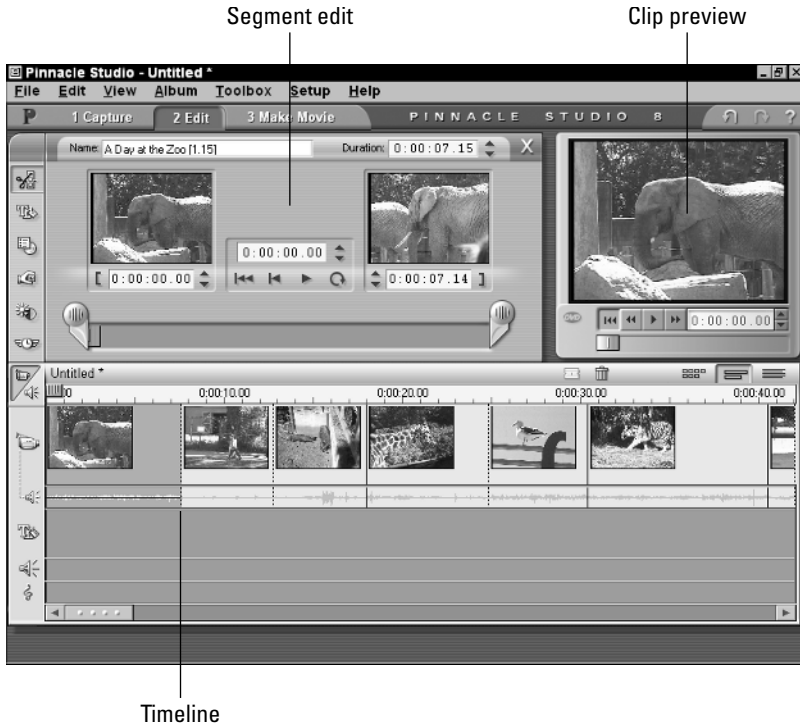 Segment edit
Clip preview
Pinnacle Studio - Untitled *
File Edit View Album Toolbox Setup Help
P 1 Capture 2 Edit 3 Make Movie PINNACLE STUDIO 8 ?
Name: A Day at the Zoo [1.15] Duration: 0:00:07.15 X
0:00:00.00
[ 0:00:00.00 0:00:07.14 ]
0:00:00.00
Untitled *
0:00:10.00 0:00:20.00 0:00:30.00 0:00:40.00
Timeline